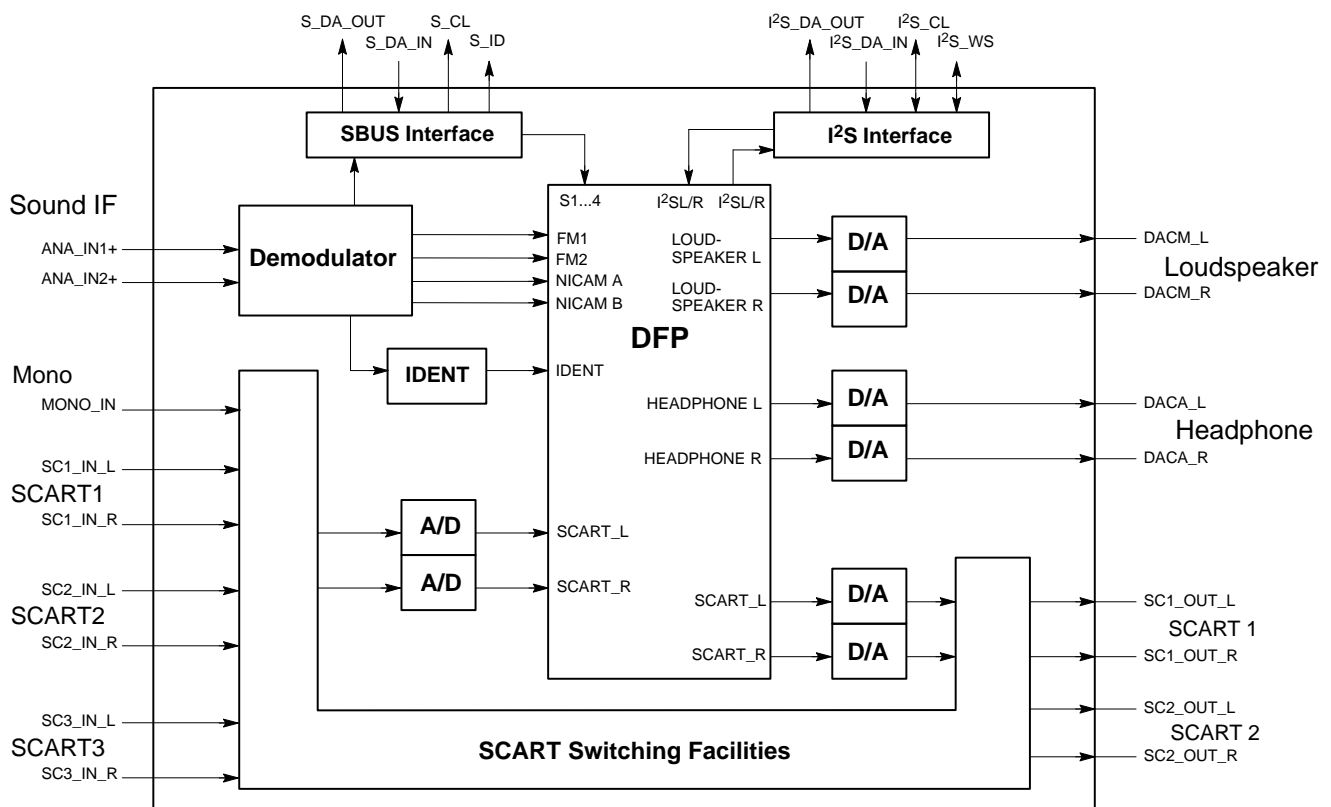 S_DA_OUT
S_DA_IN
S_CL
S_ID
I²S_DA_OUT
I²S_DA_IN
I²S_CL
I²S_WS
SBUS Interface
I²S Interface
Sound IF
ANA_IN1+
ANA_IN2+
Demodulator
S1...4
I²SL/R
I²SL/R
FM1
FM2
NICAM A
NICAM B
LOUD-
SPEAKER L
LOUD-
SPEAKER R
D/A
D/A
DACM_L
Loudspeaker
DACM_R
DFP
IDENT
IDENT
Mono
MONO_IN
HEADPHONE L
HEADPHONE R
D/A
D/A
DACA_L
Headphone
DACA_R
SC1_IN_L
SCART1
SC1_IN_R
A/D
A/D
SCART_L
SCART_R
SC2_IN_L
SCART2
SC2_IN_R
SCART_L
SCART_R
D/A
D/A
SC1_OUT_L
SCART 1
SC1_OUT_R
SC2_OUT_L
SCART 2
SC2_OUT_R
SC3_IN_L
SCART3
SC3_IN_R
SCART Switching Facilities